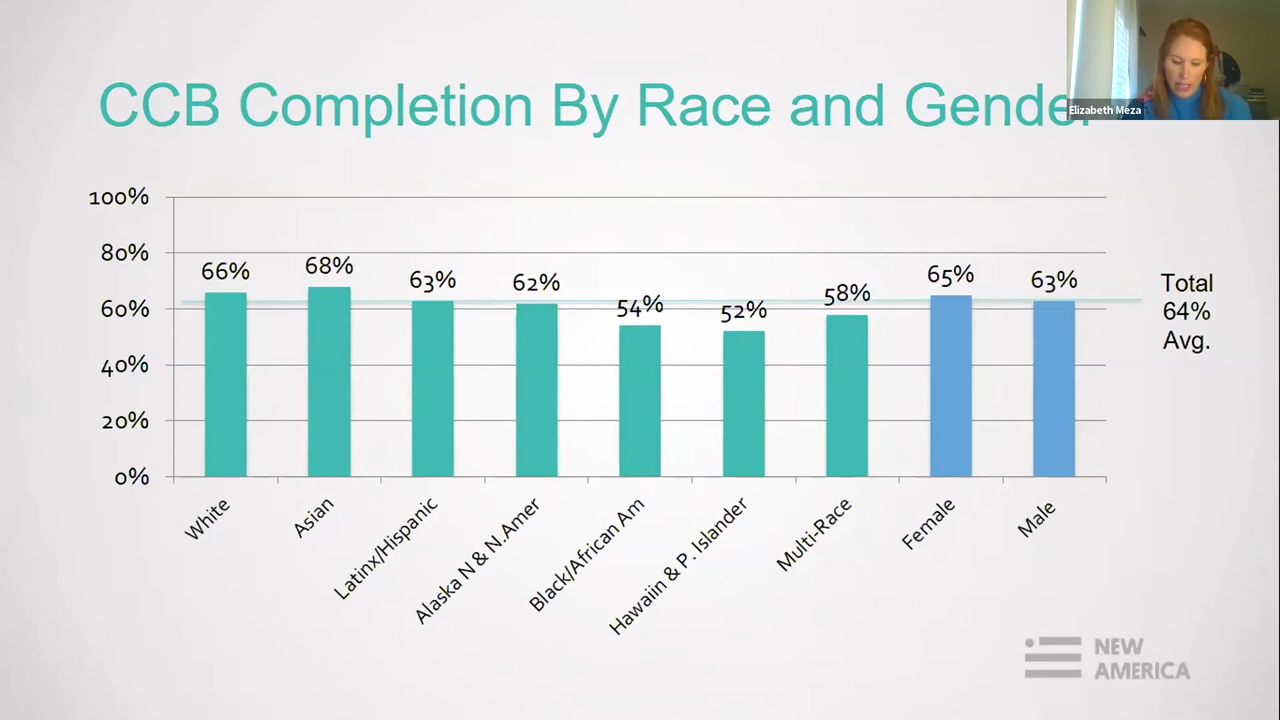 CCB Completion By Race and Gender
Elizabeth Meza
100%
80%
60%
40%
20%
0%
66%
68%
63%
62%
54%
52%
58%
65%
63%
Total
64%
Avg.
White
Asian
Latinx/Hispanic
Alaska N & N.Amer
Black/African Am
Hawaiin & P. Islander
Multi-Race
Female
Male
NEW
AMERICA